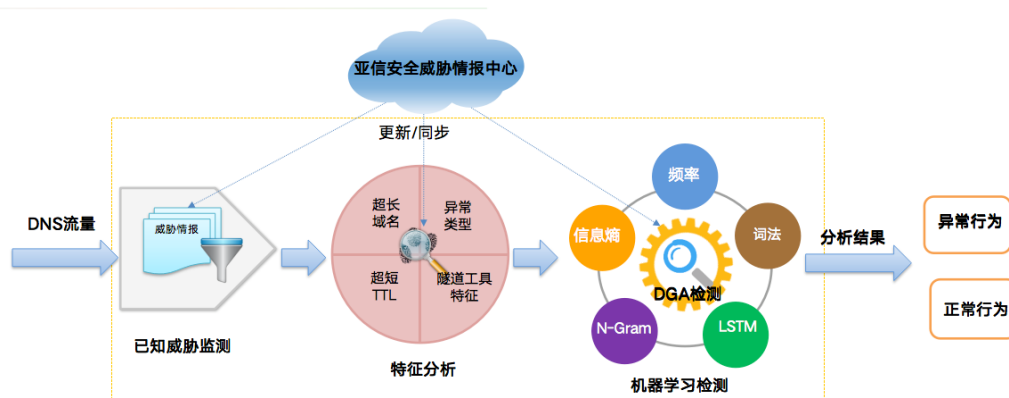 亚信安全威胁情报中心
更新/同步
DNS流量
威胁情报
已知威胁监测
超长
域名
异常
类型
超短
TTL
隧道工具
特征
特征分析
频率
信息熵
词法
DGA检测
N-Gram
LSTM
机器学习检测
分析结果
异常行为
正常行为